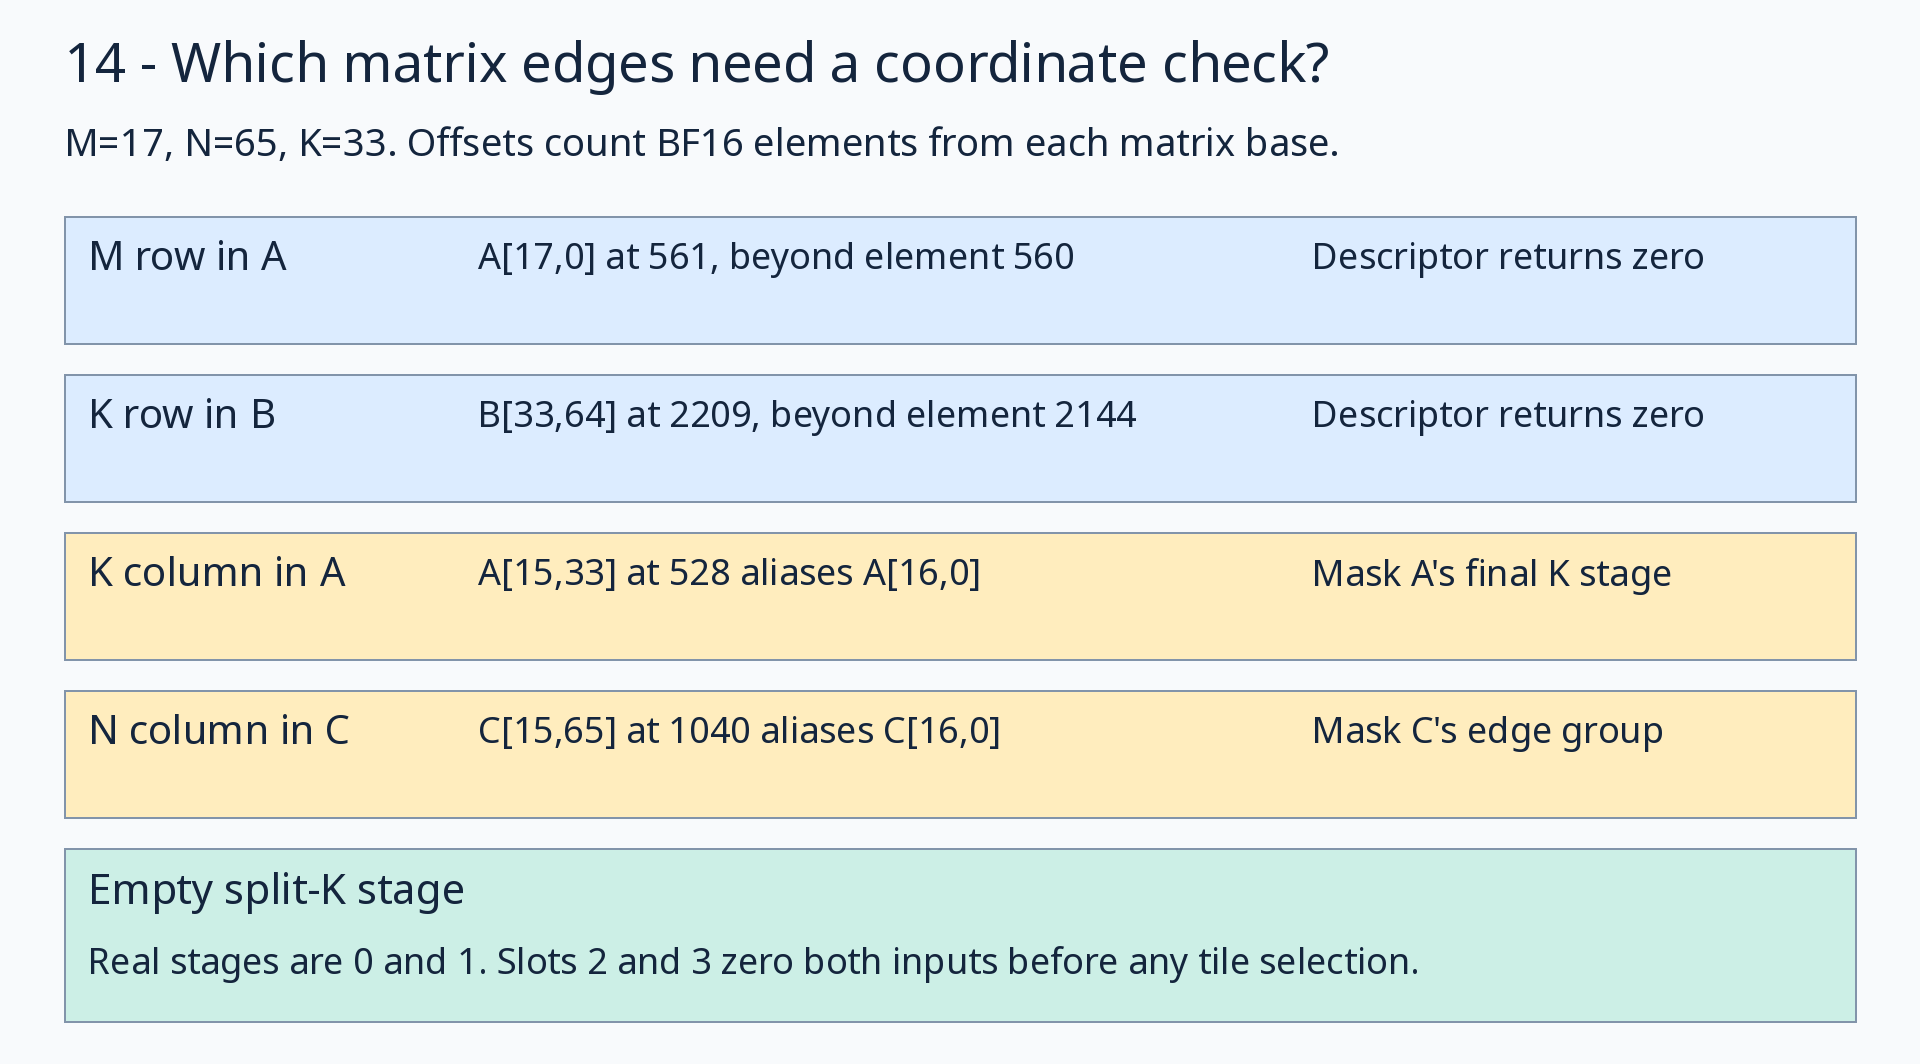 14 - Which matrix edges need a coordinate check?
M=17, N=65, K=33. Offsets count BF16 elements from each matrix base.
M row in A
A[17,0] at 561, beyond element 560
Descriptor returns zero
K row in B
B[33,64] at 2209, beyond element 2144
Descriptor returns zero
K column in A
A[15,33] at 528 aliases A[16,0]
Mask A's final K stage
N column in C
C[15,65] at 1040 aliases C[16,0]
Mask C's edge group
Empty split-K stage
Real stages are 0 and 1. Slots 2 and 3 zero both inputs before any tile selection.